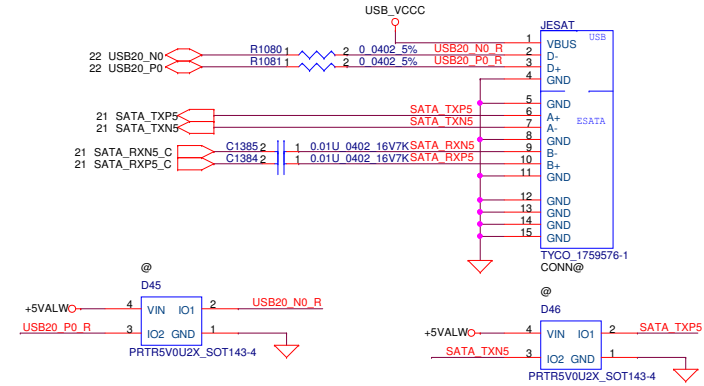 USB_VCCC
JESAT
1 VBUS USB
22 USB20_N0 R1080 1 2 0_0402_5% USB20_N0_R 2 D-
22 USB20_P0 R1081 1 2 0_0402_5% USB20_P0_R 3 D+
4 GND
5 GND
21 SATA_TXP5 SATA_TXP5 6 A+ ESATA
21 SATA_TXN5 SATA_TXN5 7 A-
8 GND
21 SATA_RXN5_C C1385 2 1 0.01U_0402_16V7K SATA_RXN5 9 B-
21 SATA_RXP5_C C1384 2 1 0.01U_0402_16V7K SATA_RXP5 10 B+
11 GND
12 GND
13 GND
14 GND
15 GND
TYCO_1759576-1
CONN@
@
D45
+5VALW 4 VIN IO1 2 USB20_N0_R
USB20_P0_R 3 IO2 GND 1
PRTR5V0U2X_SOT143-4
@
D46
+5VALW 4 VIN IO1 2 SATA_TXP5
SATA_TXN5 3 IO2 GND 1
PRTR5V0U2X_SOT143-4